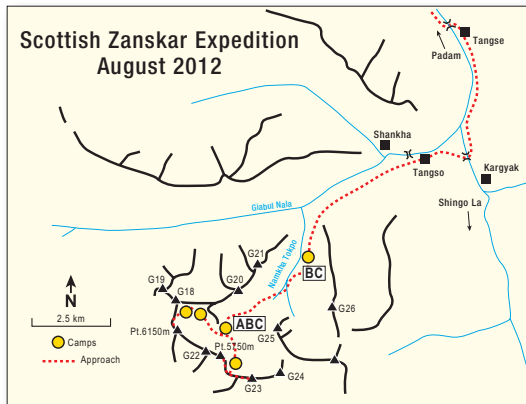 Scottish Zanskar Expedition
August 2012
Tangse
Padam
Shankha
Tangso
Kargyak
Shingo La
Giabul Nala
Namkha Tokpo
BC
G21
G19
G18
G20
N
2.5 km
G26
ABC
Pt.6150m
G25
Camps
G22
Pt.5750m
Approach
G24
G23